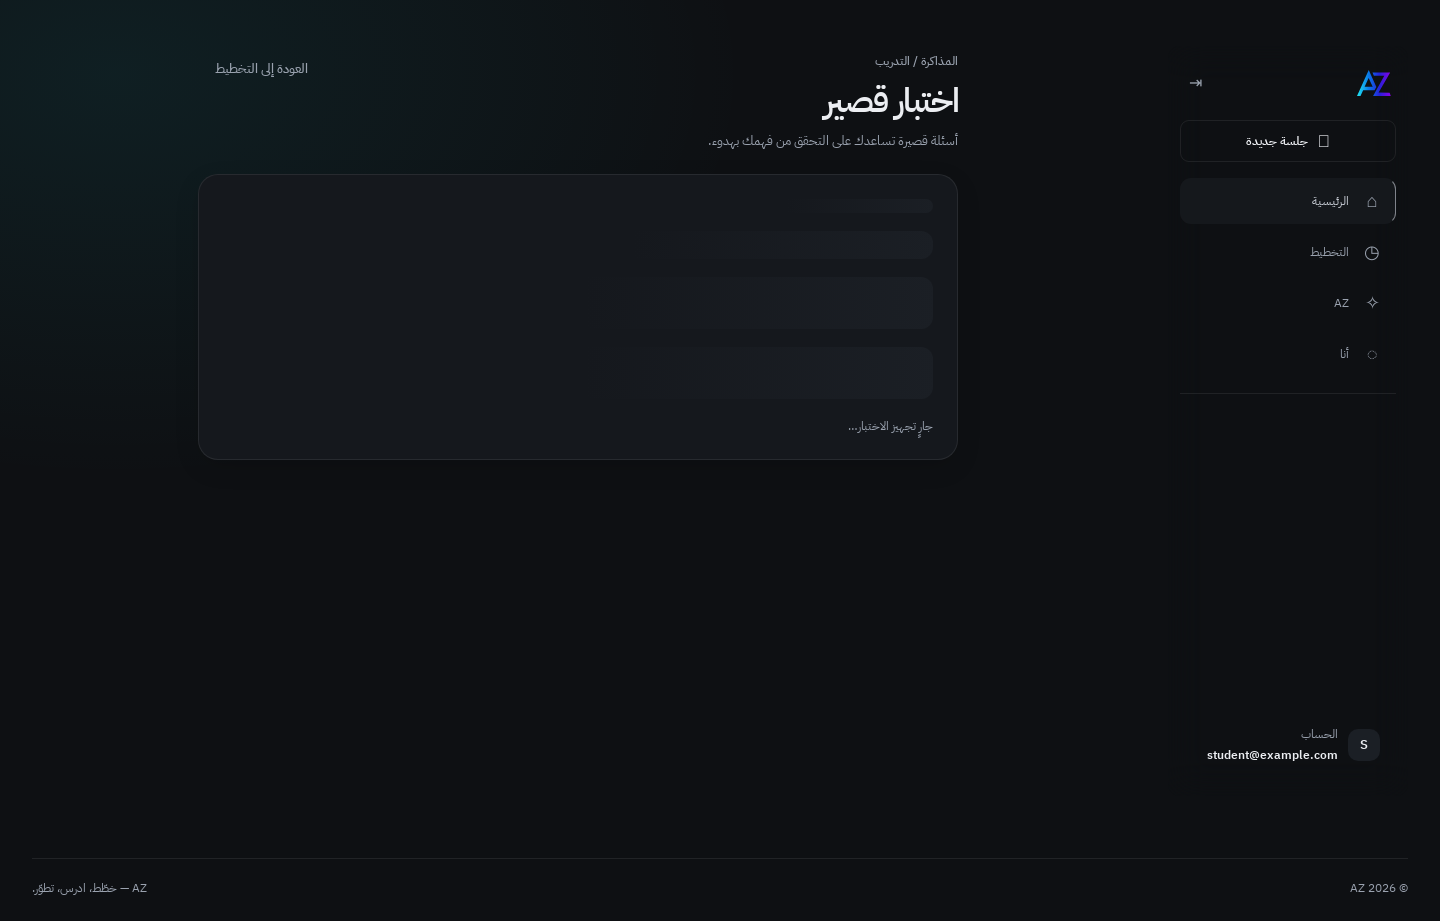 AZ
جلسة جديدة
الرئيسية
التخطيط
AZ
أنا
الحساب
student@example.com
S
المذاكرة / التدريب
العودة إلى التخطيط
اختبار قصير
أسئلة قصيرة تساعدك على التحقق من فهمك بهدوء.
جارٍ تجهيز الاختبار...
© 2026 AZ
AZ — خطّط، ادرس، تطوّر.